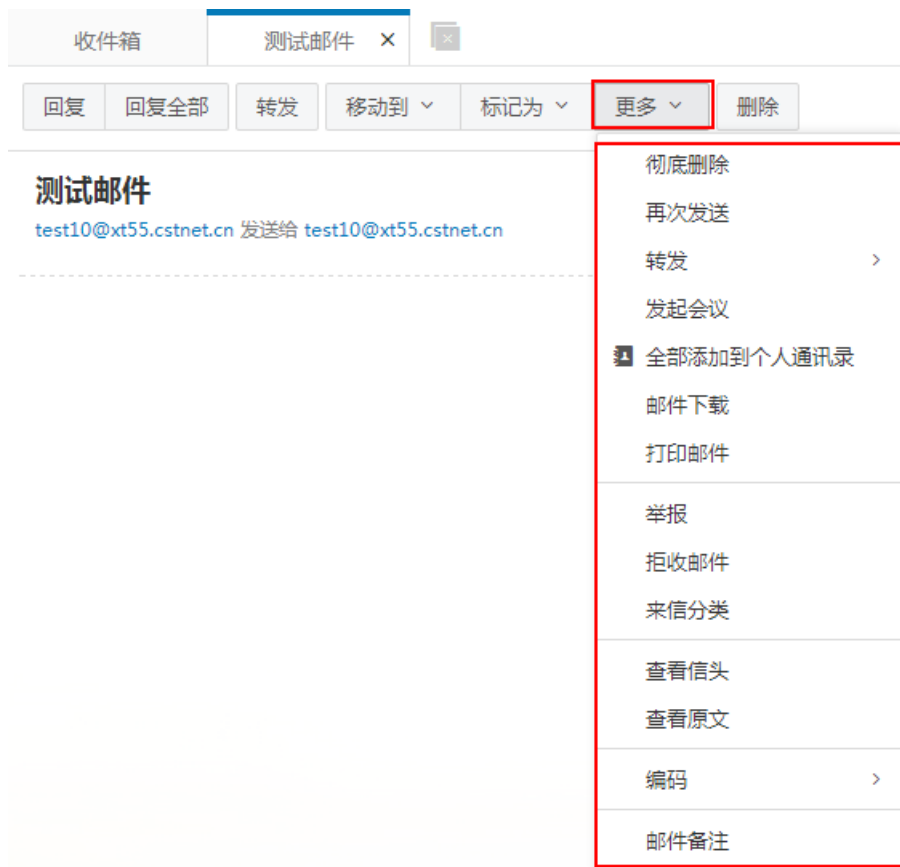 收件箱 测试邮件
回复 回复全部 转发 移动到 标记为 更多 删除
测试邮件
test10@xt55.cstnet.cn 发送给 test10@xt55.cstnet.cn
彻底删除
再次发送
转发
发起会议
全部添加到个人通讯录
邮件下载
打印邮件
举报
拒收邮件
来信分类
查看信头
查看原文
编码
邮件备注